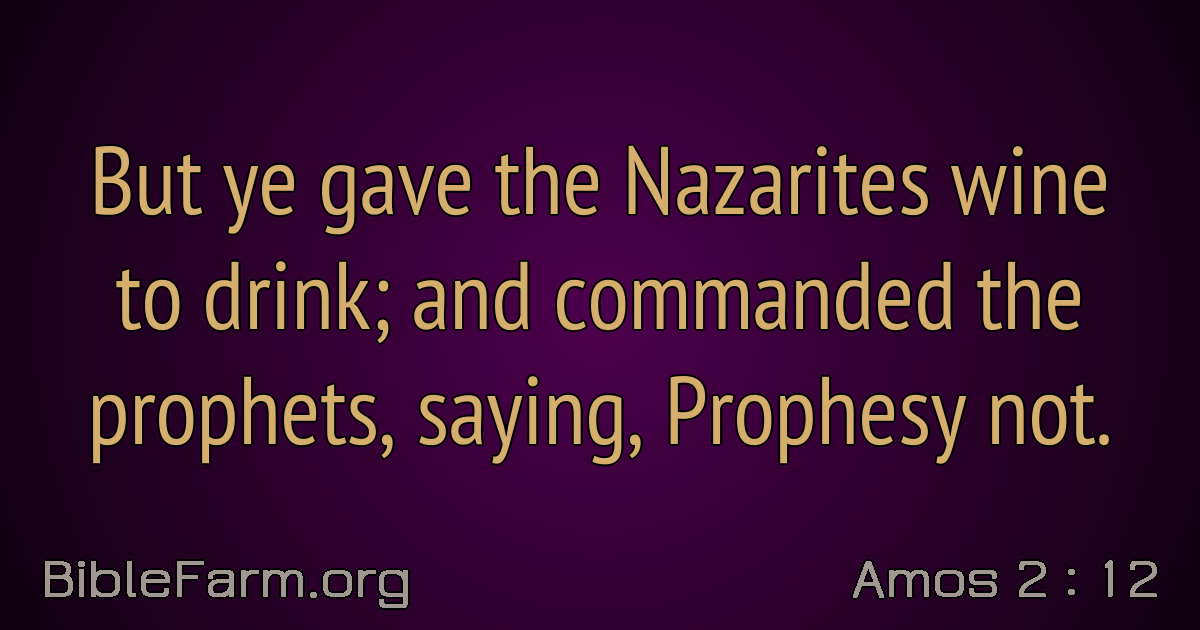 But ye gave the Nazarites wine
to drink; and commanded the
prophets, saying, Prophesy not.
BibleFarm.org
Amos 2 : 12